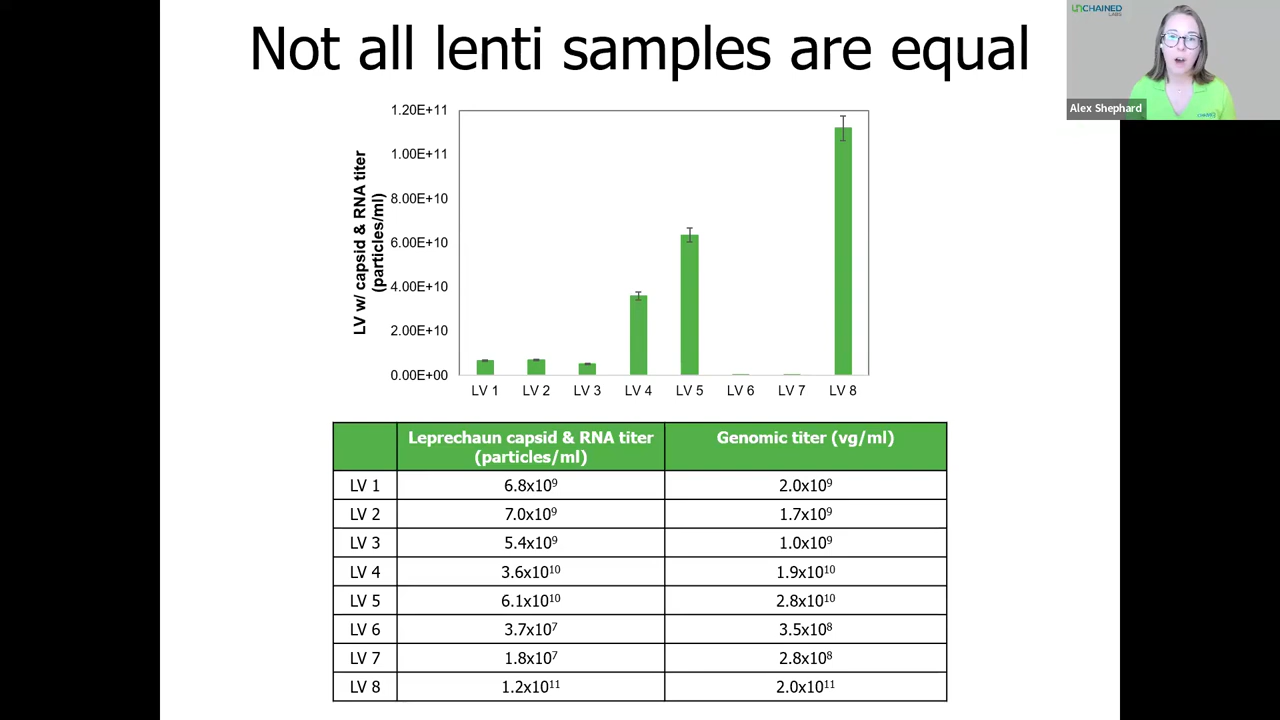 Not all lenti samples are equal
UNCHAINED
LABS
Alex Shephard
LV w/ capsid & RNA titer
(particles/ml)
1.20E+11
1.00E+11
8.00E+10
6.00E+10
4.00E+10
2.00E+10
0.00E+00
LV 1 LV 2 LV 3 LV 4 LV 5 LV 6 LV 7 LV 8
Leprechaun capsid & RNA titer
(particles/ml)
Genomic titer (vg/ml)
LV 1 6.8x10⁹ 2.0x10⁹
LV 2 7.0x10⁹ 1.7x10⁹
LV 3 5.4x10⁹ 1.0x10⁹
LV 4 3.6x10¹⁰ 1.9x10¹⁰
LV 5 6.1x10¹⁰ 2.8x10¹⁰
LV 6 3.7x10⁷ 3.5x10⁸
LV 7 1.8x10⁷ 2.8x10⁸
LV 8 1.2x10¹¹ 2.0x10¹¹